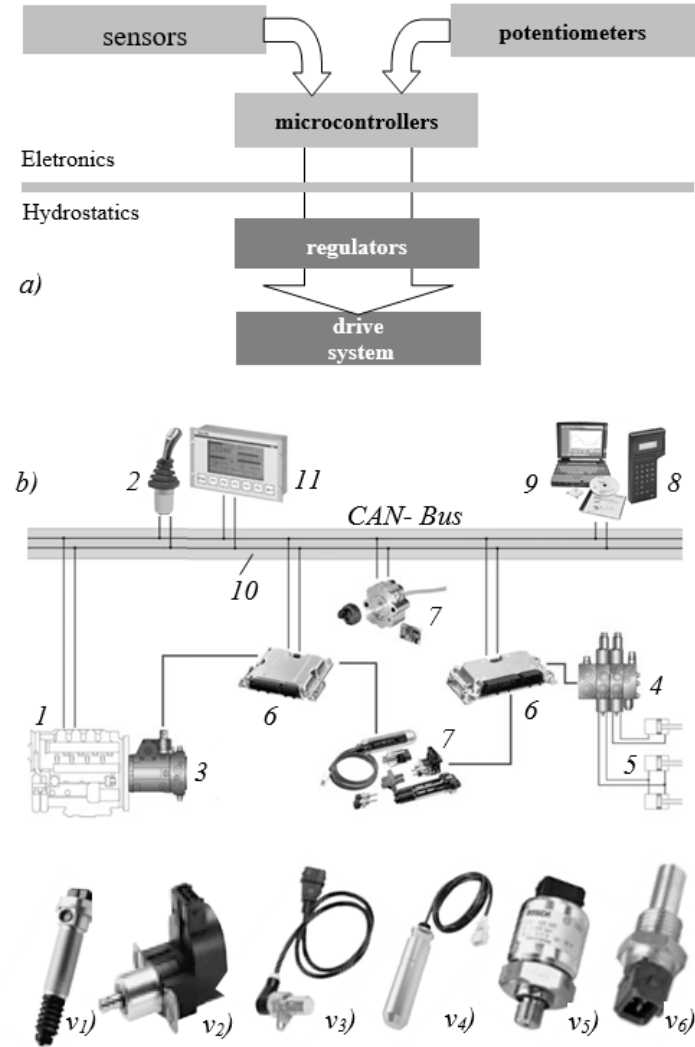 sensors
potentiometers
microcontrollers
Eletronics
Hydrostatics
regulators
a)
drive
system
b)
2
11
9
8
CAN- Bus
10
7
1
3
6
6
4
7
5
BOSCH
v1)
v2)
v3)
v4)
v5)
v6)